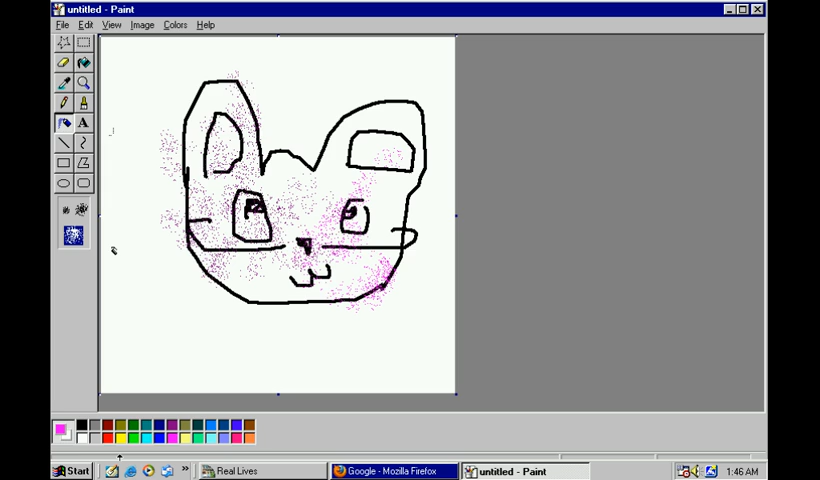 untitled - Paint
File Edit View Image Colors Help
A
Start
Real Lives
Google - Mozilla Firefox
untitled - Paint
1:46 AM